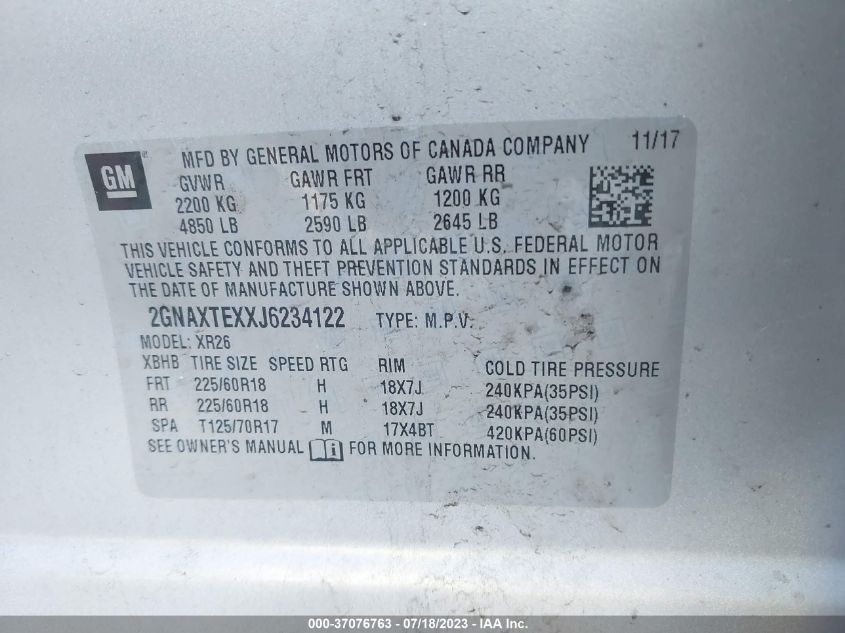 GM
MFD BY GENERAL MOTORS OF CANADA COMPANY 11/17
GVWR GAWR FRT GAWR RR
2200 KG 1175 KG 1200 KG
4850 LB 2590 LB 2645 LB
THIS VEHICLE CONFORMS TO ALL APPLICABLE U.S. FEDERAL MOTOR
VEHICLE SAFETY AND THEFT PREVENTION STANDARDS IN EFFECT ON
THE DATE OF MANUFACTURE SHOWN ABOVE.
2GNAXTEXXJ6234122 TYPE: M.P.V.
MODEL: XR26
XBHB TIRE SIZE SPEED RTG RIM COLD TIRE PRESSURE
FRT 225/60R18 H 18X7J 240KPA(35PSI)
RR 225/60R18 H 18X7J 240KPA(35PSI)
SPA T125/70R17 M 17X4BT 420KPA(60PSI)
SEE OWNER'S MANUAL FOR MORE INFORMATION.
000-37076763 - 07/18/2023 - IAA Inc.